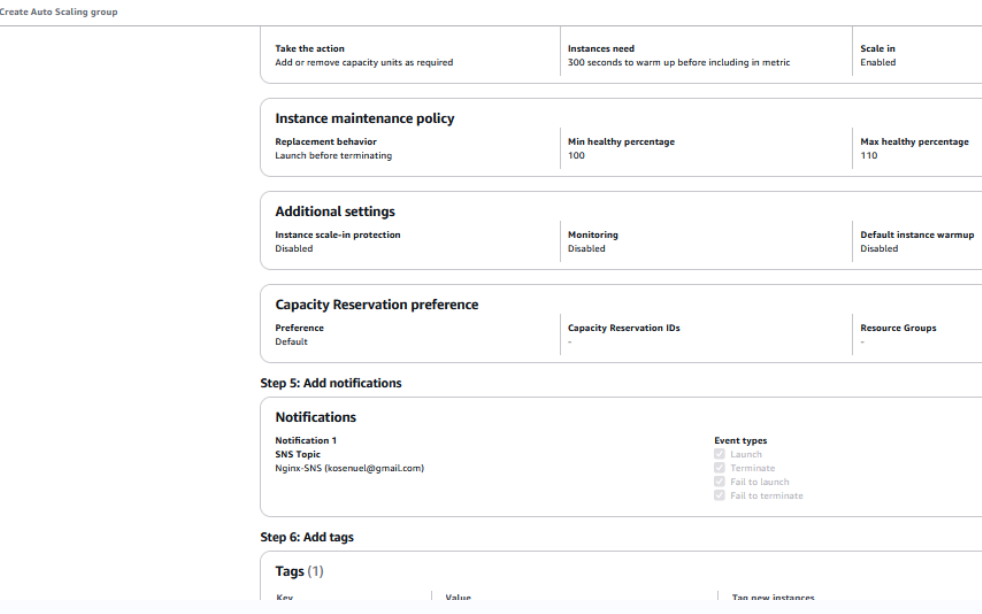 Create Auto Scaling group
Take the action
Add or remove capacity units as required
Instances need
300 seconds to warm up before including in metric
Scale in
Enabled
Instance maintenance policy
Replacement behavior
Launch before terminating
Min healthy percentage
100
Max healthy percentage
110
Additional settings
Instance scale-in protection
Disabled
Monitoring
Disabled
Default instance warmup
Disabled
Capacity Reservation preference
Preference
Default
Capacity Reservation IDs
-
Resource Groups
-
Step 5: Add notifications
Notifications
Notification 1
SNS Topic
Nginx-SNS (kosenuel@gmail.com)
Event types
Launch
Terminate
Fail to launch
Fail to terminate
Step 6: Add tags
Tags (1)
Key
Value
Tag new instances